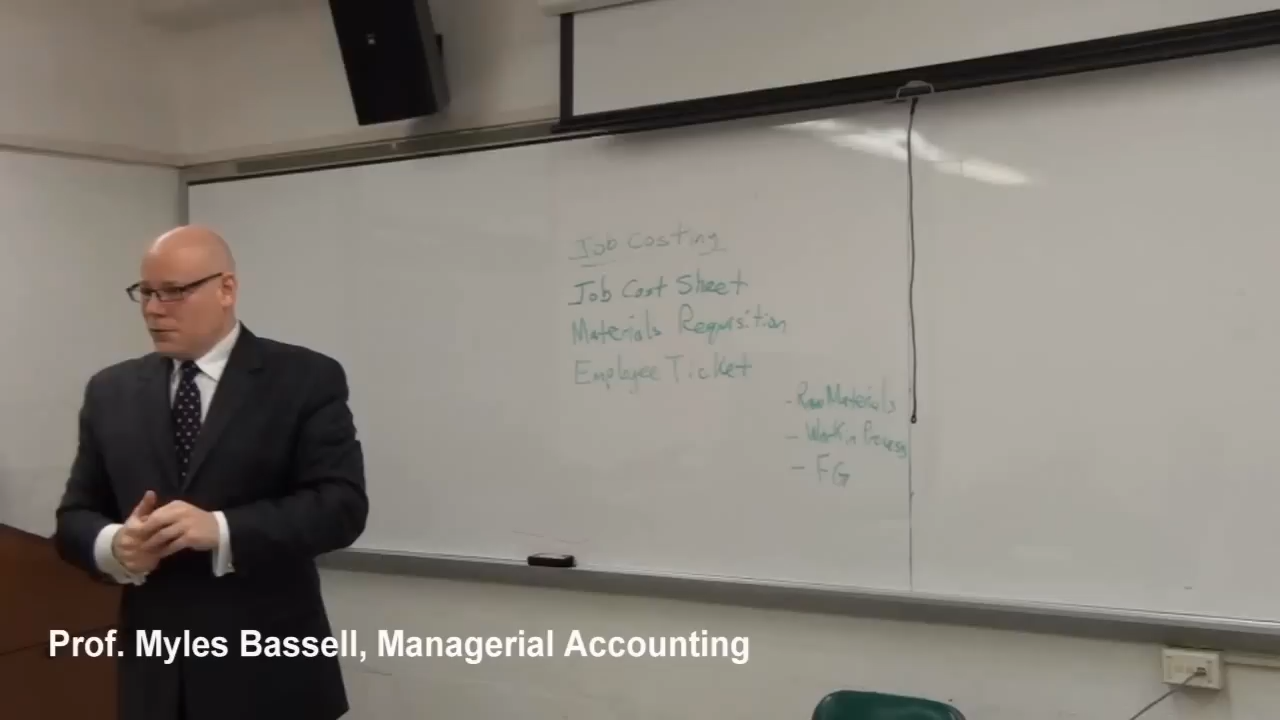 Job Costing
Job Cost Sheet
Materials Requisition
Employee Ticket
- Raw Materials
- Work in Process
- FG
Prof. Myles Bassell, Managerial Accounting